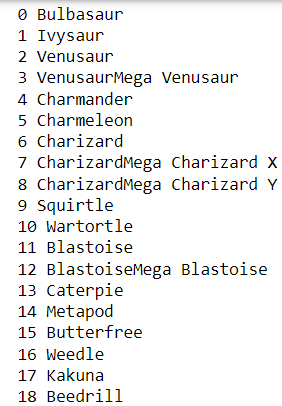 0 Bulbasaur
1 Ivysaur
2 Venusaur
3 VenusaurMega Venusaur
4 Charmander
5 Charmeleon
6 Charizard
7 CharizardMega Charizard X
8 CharizardMega Charizard Y
9 Squirtle
10 Wartortle
11 Blastoise
12 BlastoiseMega Blastoise
13 Caterpie
14 Metapod
15 Butterfree
16 Weedle
17 Kakuna
18 Beedrill